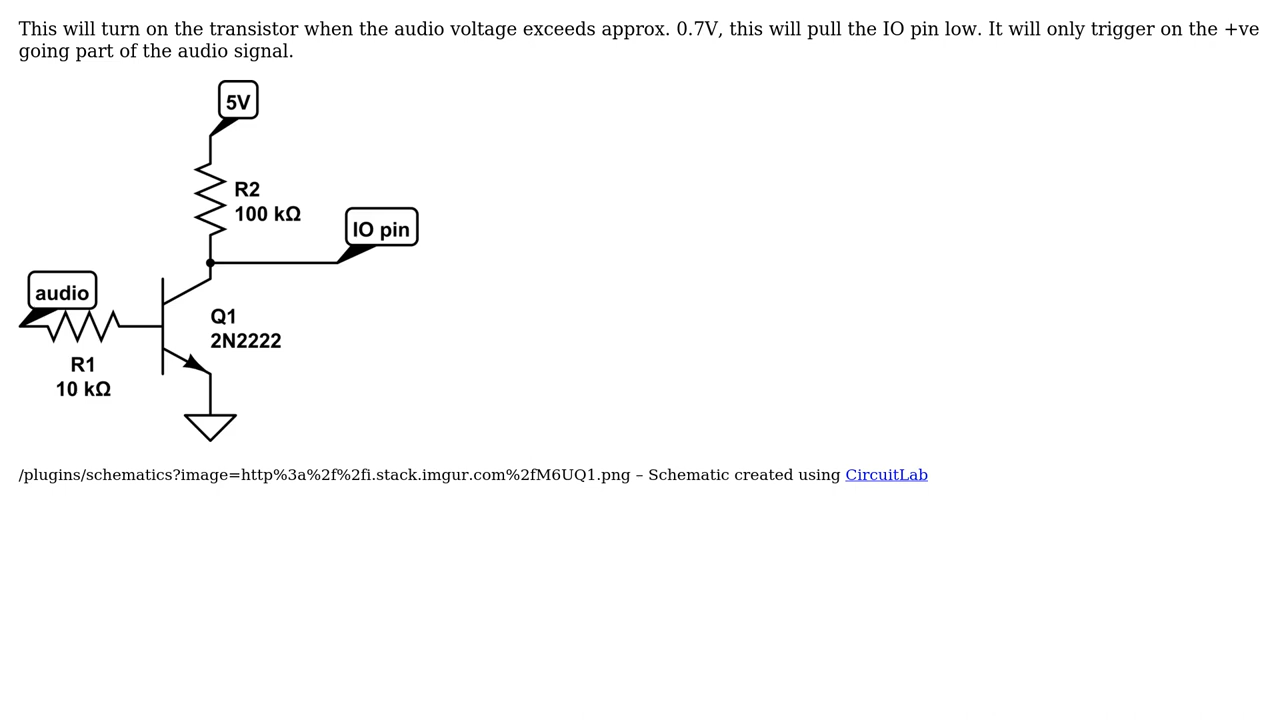 This will turn on the transistor when the audio voltage exceeds approx. 0.7V, this will pull the IO pin low. It will only trigger on the +ve
going part of the audio signal.
5V
R2
100 kΩ
IO pin
audio
Q1
2N2222
R1
10 kΩ
/plugins/schematics?image=http%3a%2f%2fi.stack.imgur.com%2fM6UQ1.png – Schematic created using CircuitLab